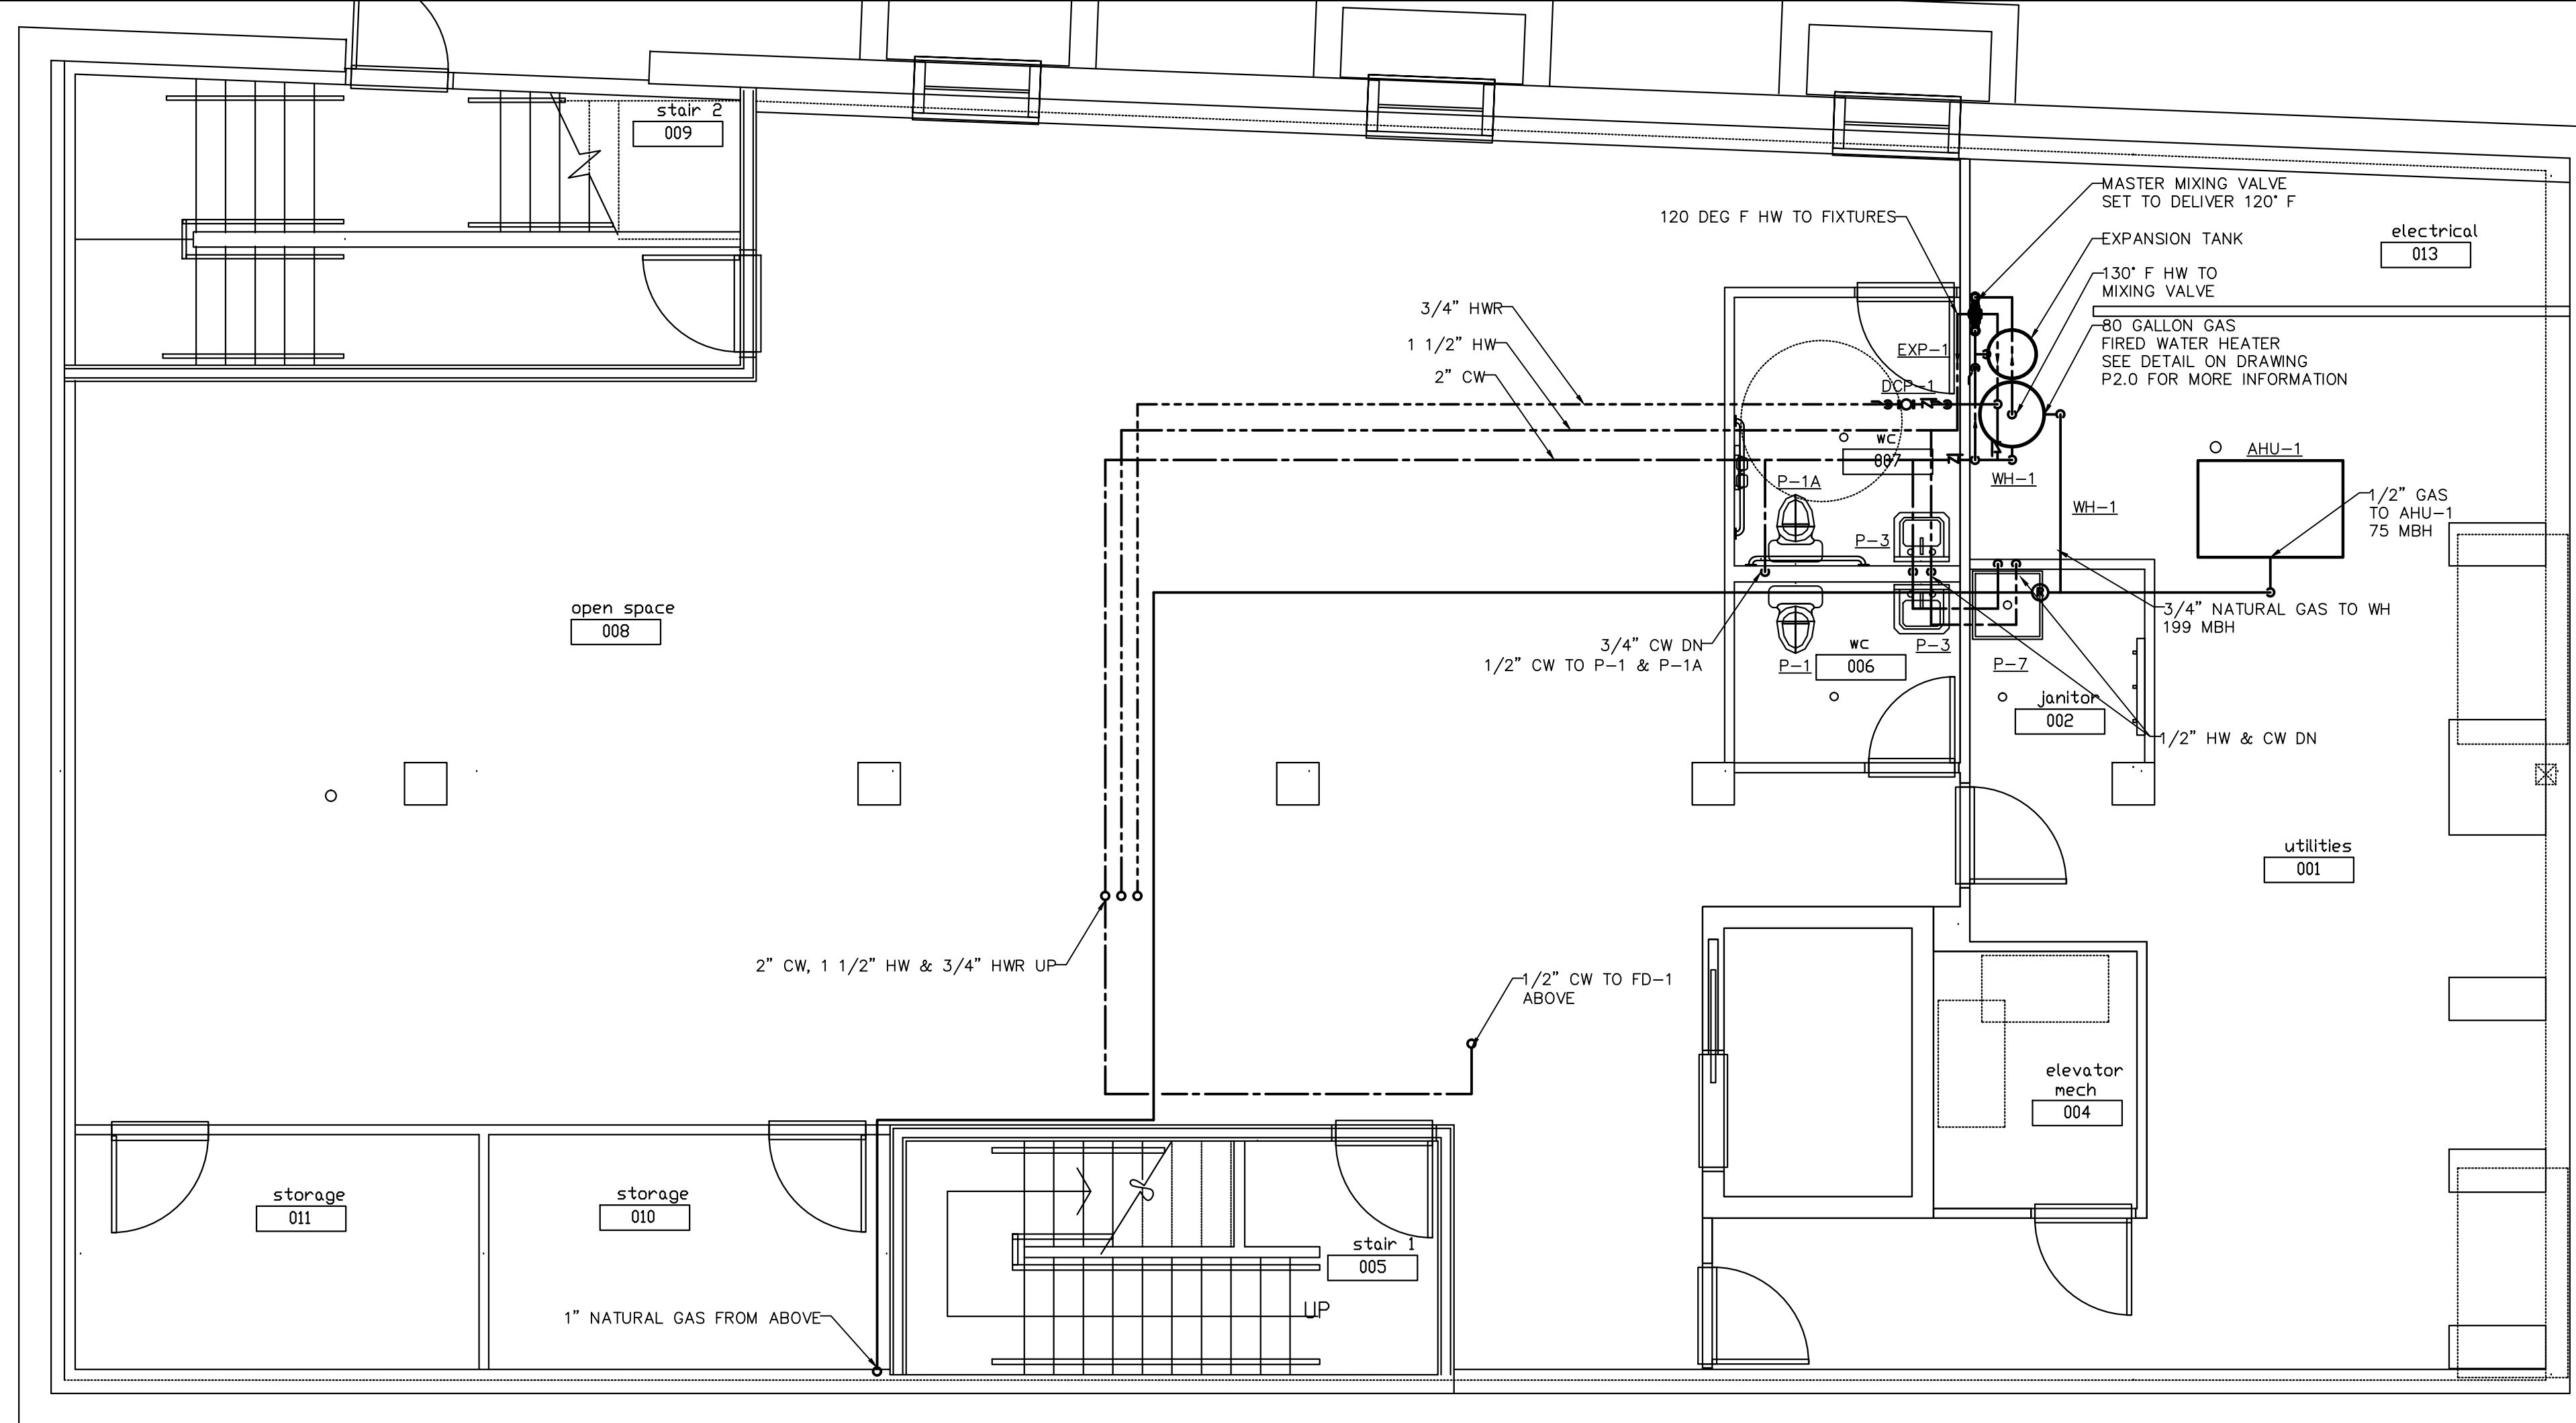 stair 2
009
MASTER MIXING VALVE
SET TO DELIVER 120° F
120 DEG F HW TO FIXTURES
EXPANSION TANK
electrical
013
130° F HW TO
MIXING VALVE
3/4" HWR
80 GALLON GAS
FIRED WATER HEATER
SEE DETAIL ON DRAWING
P2.0 FOR MORE INFORMATION
1 1/2" HW
EXP-1
2" CW
DCP-1
wc
007
AHU-1
P-1A
WH-1
WH-1
1/2" GAS
TO AHU-1
75 MBH
P-3
R
open space
008
3/4" NATURAL GAS TO WH
199 MBH
3/4" CW DN
1/2" CW TO P-1 & P-1A
P-1
wc
006
P-3
P-7
janitor
002
1/2" HW & CW DN
utilities
001
2" CW, 1 1/2" HW & 3/4" HWR UP
1/2" CW TO FD-1
ABOVE
elevator
mech
004
storage
011
storage
010
stair 1
005
UP
1" NATURAL GAS FROM ABOVE